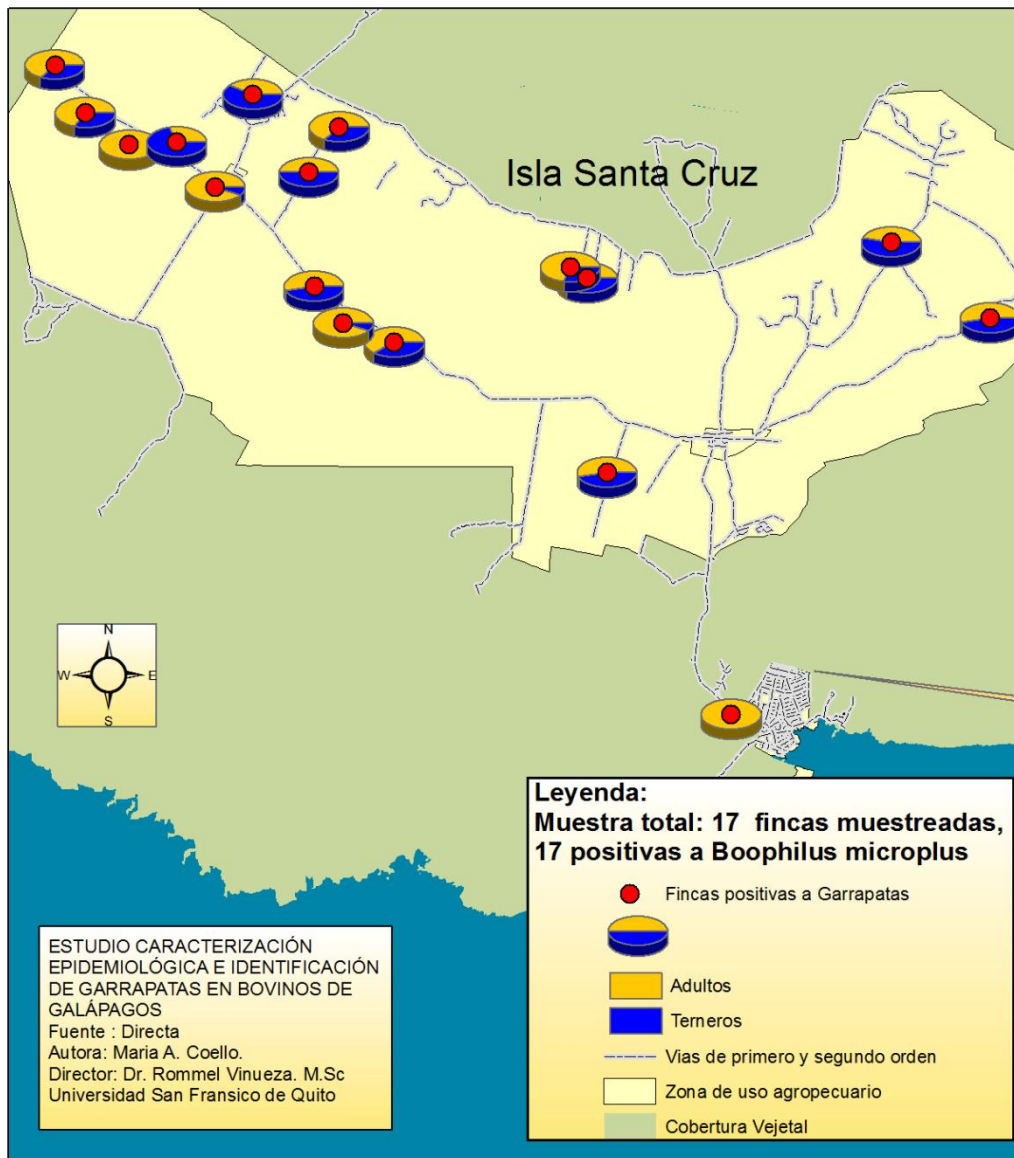 Isla Santa Cruz
N
W E
S
Leyenda:
Muestra total: 17 fincas muestreadas,
17 positivas a Boophilus microplus
Fincas positivas a Garrapatas
Adultos
Terneros
Vias de primero y segundo orden
Zona de uso agropecuario
Cobertura Vejetal
ESTUDIO CARACTERIZACIÓN
EPIDEMIOLÓGICA E IDENTIFICACIÓN
DE GARRAPATAS EN BOVINOS DE
GALÁPAGOS
Fuente : Directa
Autora: Maria A. Coello.
Director: Dr. Rommel Vinueza. M.Sc
Universidad San Fransico de Quito